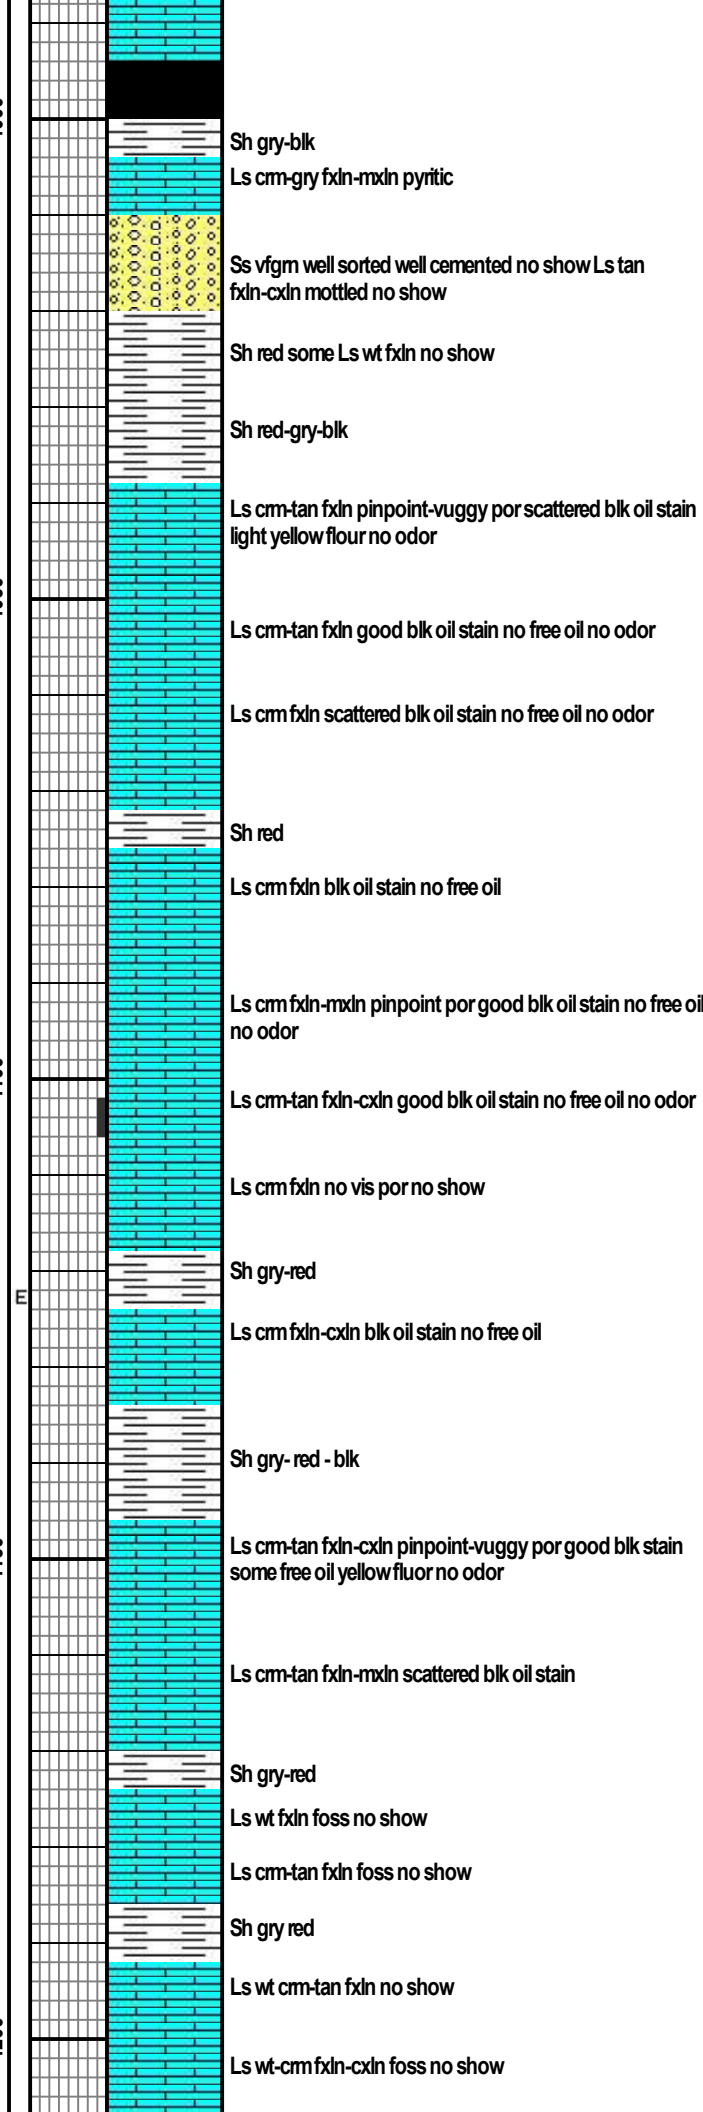 Sh gry-blk
Ls crm-gry fxln-mxln pyritic
Ss vfgrn well sorted well cemented no show Ls tan
fxln-cxln mottled no show
Sh red some Ls wt fxln no show
Sh red-gry-blk
Ls crm-tan fxln pinpoint-vuggy por scattered blk oil stain
light yellow flour no odor
Ls crm-tan fxln good blk oil stain no free oil no odor
Ls crm fxln scattered blk oil stain no free oil no odor
Sh red
Ls crm fxln blk oil stain no free oil
Ls crm fxln-mxln pinpoint por good blk oil stain no free oil
no odor
Ls crm-tan fxln-cxln good blk oil stain no free oil no odor
Ls crm fxln no vis por no show
Sh gry-red
E
Ls crm fxln-cxln blk oil stain no free oil
Sh gry- red - blk
Ls crm-tan fxln-cxln pinpoint-vuggy por good blk stain
some free oil yellow fluor no odor
Ls crm-tan fxln-mxln scattered blk oil stain
Sh gry-red
Ls wt fxln foss no show
Ls crm-tan fxln foss no show
Sh gry red
Ls wt crm-tan fxln no show
Ls wt-crm fxln-cxln foss no show